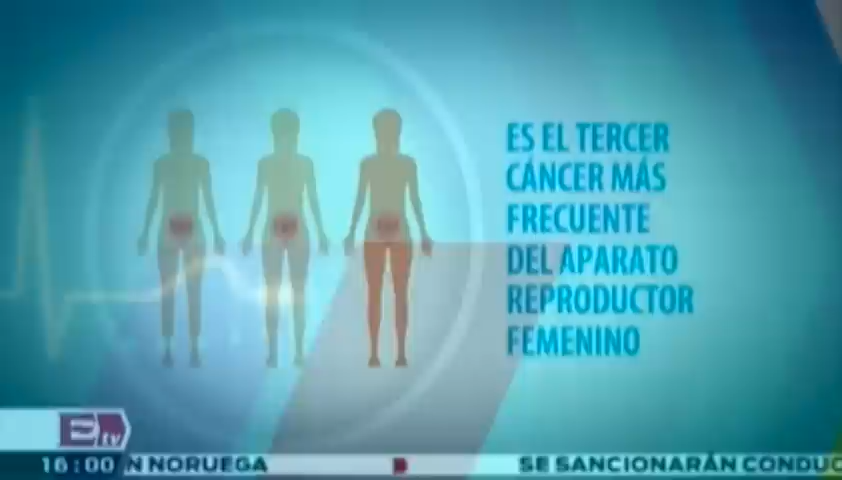 ES EL TERCER
CÁNCER MÁS
FRECUENTE
DEL APARATO
REPRODUCTOR
FEMENINO
tv
16:00 N NORUEGA SE SANCIONARÁN CONDUC